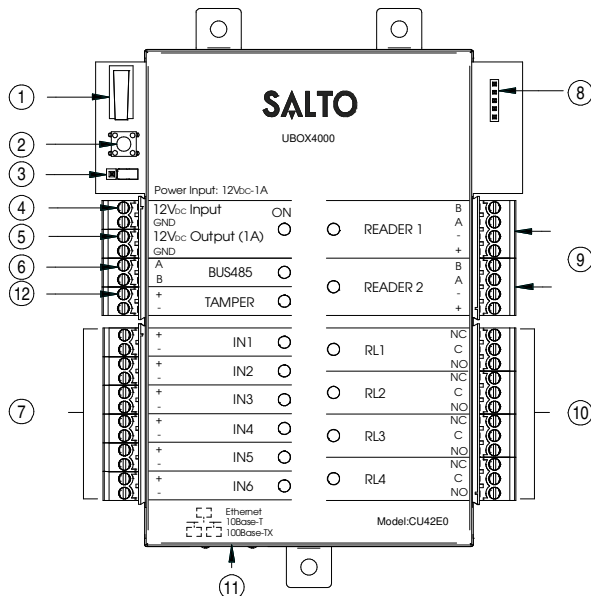 SALTO
UBOX4000
1
2
3
8
Power Input: 12VDC-1A
4
12VDC Input
ON
GND
5
12VDC Output (1A)
GND
READER 1
B
A
-
+
9
6
A
B
BUS485
READER 2
B
A
-
+
12
+
-
TAMPER
7
+
-
IN1
RL1
NC
C
NO
10
+
-
IN2
+
-
IN3
RL2
NC
C
NO
+
-
IN4
RL3
NC
C
NO
+
-
IN5
+
-
IN6
RL4
NC
C
NO
Ethernet
10Base-T
100Base-TX
Model:CU42E0
11